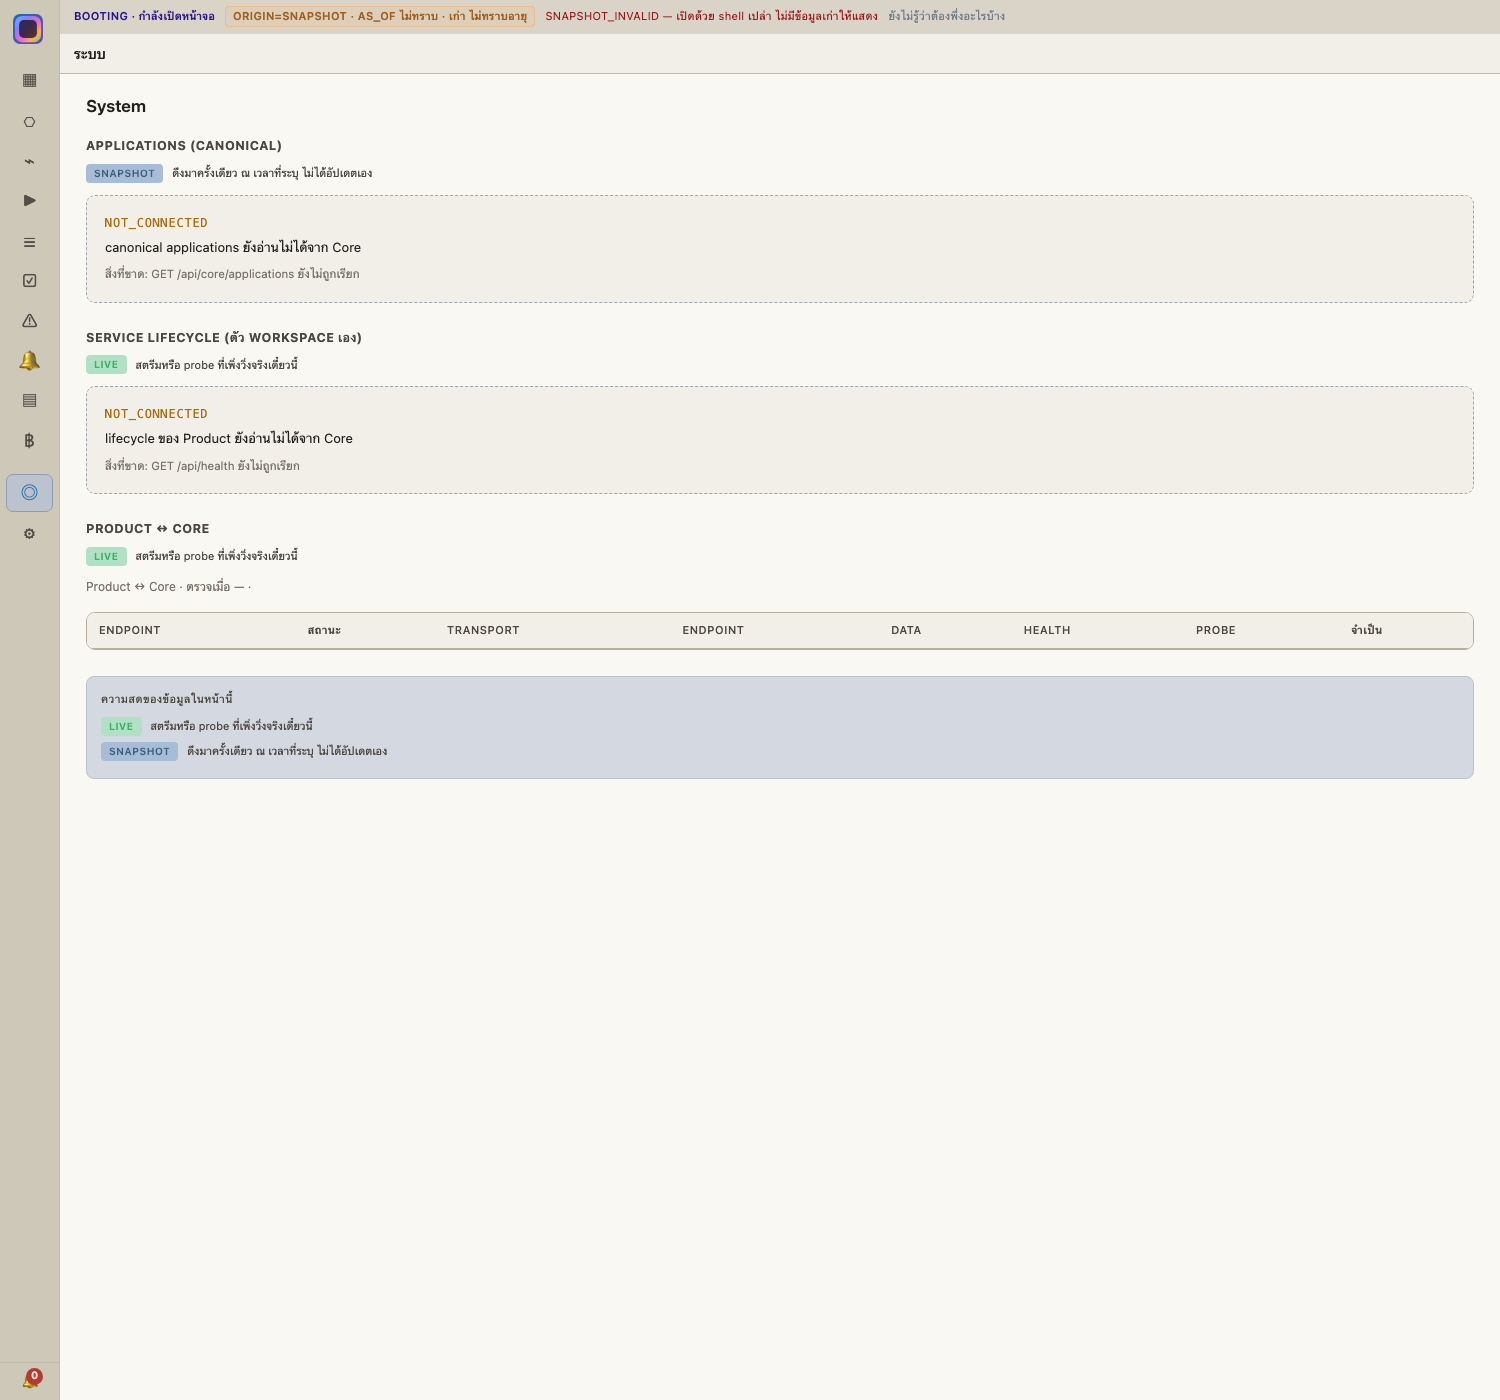 BOOTING · กำลังเปิดหน้าจอ ORIGIN=SNAPSHOT · AS_OF ไม่ทราบ · เก่า ไม่ทราบอายุ SNAPSHOT_INVALID — เปิดด้วย shell เปล่า ไม่มีข้อมูลเก่าให้แสดง ยังไม่รู้ว่าต้องพึ่งอะไรบ้าง
ระบบ
System
APPLICATIONS (CANONICAL)
SNAPSHOT ดึงมาครั้งเดียว ณ เวลาที่ระบุ ไม่ได้อัปเดตเอง
NOT_CONNECTED
canonical applications ยังอ่านไม่ได้จาก Core
สิ่งที่ขาด: GET /api/core/applications ยังไม่ถูกเรียก
SERVICE LIFECYCLE (ตัว WORKSPACE เอง)
LIVE สตรีมหรือ probe ที่เพิ่งวิ่งจริงเดี๋ยวนี้
NOT_CONNECTED
lifecycle ของ Product ยังอ่านไม่ได้จาก Core
สิ่งที่ขาด: GET /api/health ยังไม่ถูกเรียก
PRODUCT ↔ CORE
LIVE สตรีมหรือ probe ที่เพิ่งวิ่งจริงเดี๋ยวนี้
Product ↔ Core · ตรวจเมื่อ — ·
ENDPOINT สถานะ TRANSPORT ENDPOINT DATA HEALTH PROBE จำเป็น
ความสดของข้อมูลในหน้านี้
LIVE สตรีมหรือ probe ที่เพิ่งวิ่งจริงเดี๋ยวนี้
SNAPSHOT ดึงมาครั้งเดียว ณ เวลาที่ระบุ ไม่ได้อัปเดตเอง
0